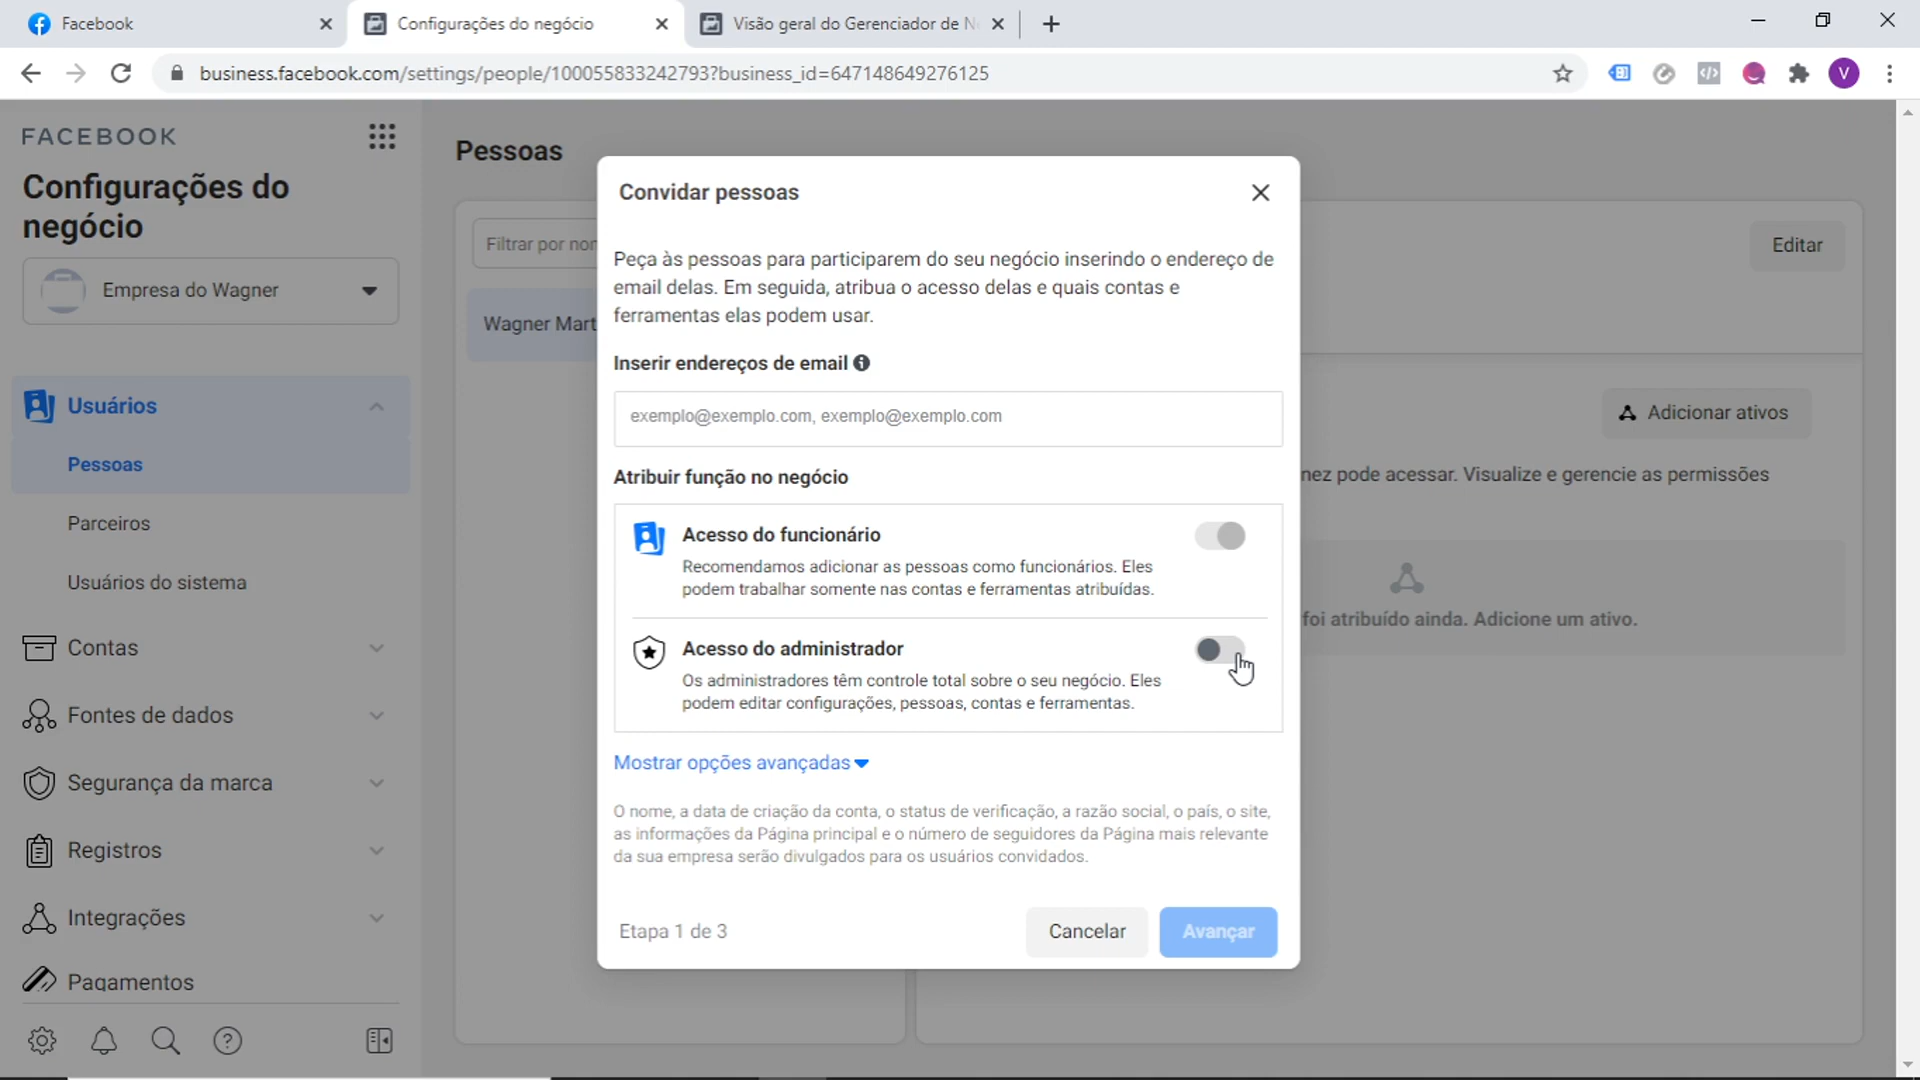 Facebook
Configurações do negócio
Visão geral do Gerenciador de N
business.facebook.com/settings/people/100055833242793?business_id=647148649276125
V
FACEBOOK
Configurações do
negócio
Empresa do Wagner
Usuários
Pessoas
Parceiros
Usuários do sistema
Contas
Fontes de dados
Segurança da marca
Registros
Integrações
Pagamentos
Pessoas
Filtrar por nor
Wagner Mart
Editar
Adicionar ativos
nez pode acessar. Visualize e gerencie as permissões
foi atribuído ainda. Adicione um ativo.
Convidar pessoas
Peça às pessoas para participarem do seu negócio inserindo o endereço de
email delas. Em seguida, atribua o acesso delas e quais contas e
ferramentas elas podem usar.
Inserir endereços de email
exemplo@exemplo.com, exemplo@exemplo.com
Atribuir função no negócio
Acesso do funcionário
Recomendamos adicionar as pessoas como funcionários. Eles
podem trabalhar somente nas contas e ferramentas atribuídas.
Acesso do administrador
Os administradores têm controle total sobre o seu negócio. Eles
podem editar configurações, pessoas, contas e ferramentas.
Mostrar opções avançadas
O nome, a data de criação da conta, o status de verificação, a razão social, o país, o site,
as informações da Página principal e o número de seguidores da Página mais relevante
da sua empresa serão divulgados para os usuários convidados.
Etapa 1 de 3
Cancelar
Avançar